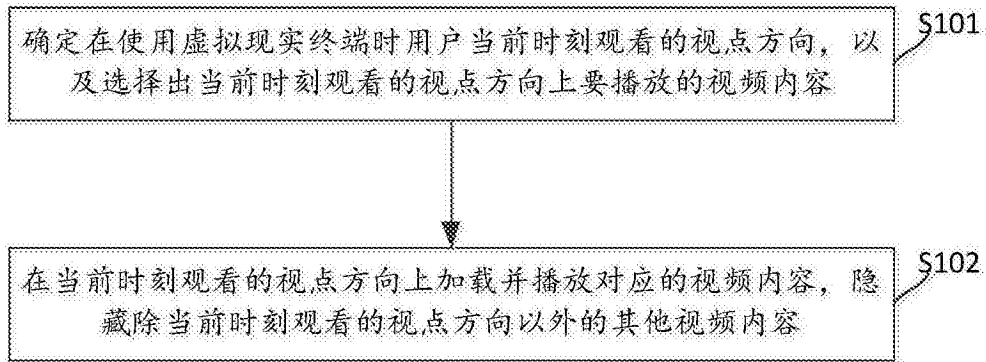 S101
确定在使用虚拟现实终端时用户当前时刻观看的视点方向，以
及选择出当前时刻观看的视点方向上要播放的视频内容
S102
在当前时刻观看的视点方向上加载并播放对应的视频内容，隐
藏除当前时刻观看的视点方向以外的其他视频内容